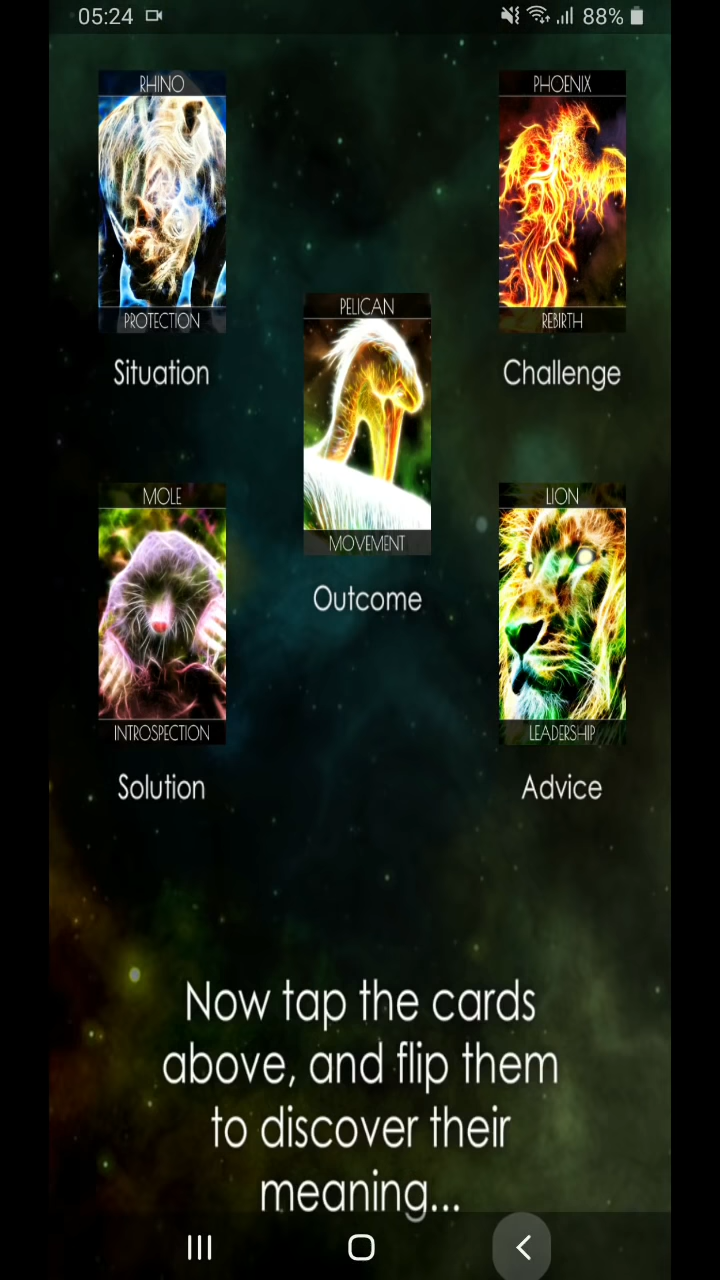 05:24
88%
RHINO
PROTECTION
Situation
PHOENIX
REBIRTH
Challenge
PELICAN
MOVEMENT
Outcome
MOLE
INTROSPECTION
Solution
LION
LEADERSHIP
Advice
Now tap the cards
above, and flip them
to discover their
meaning...